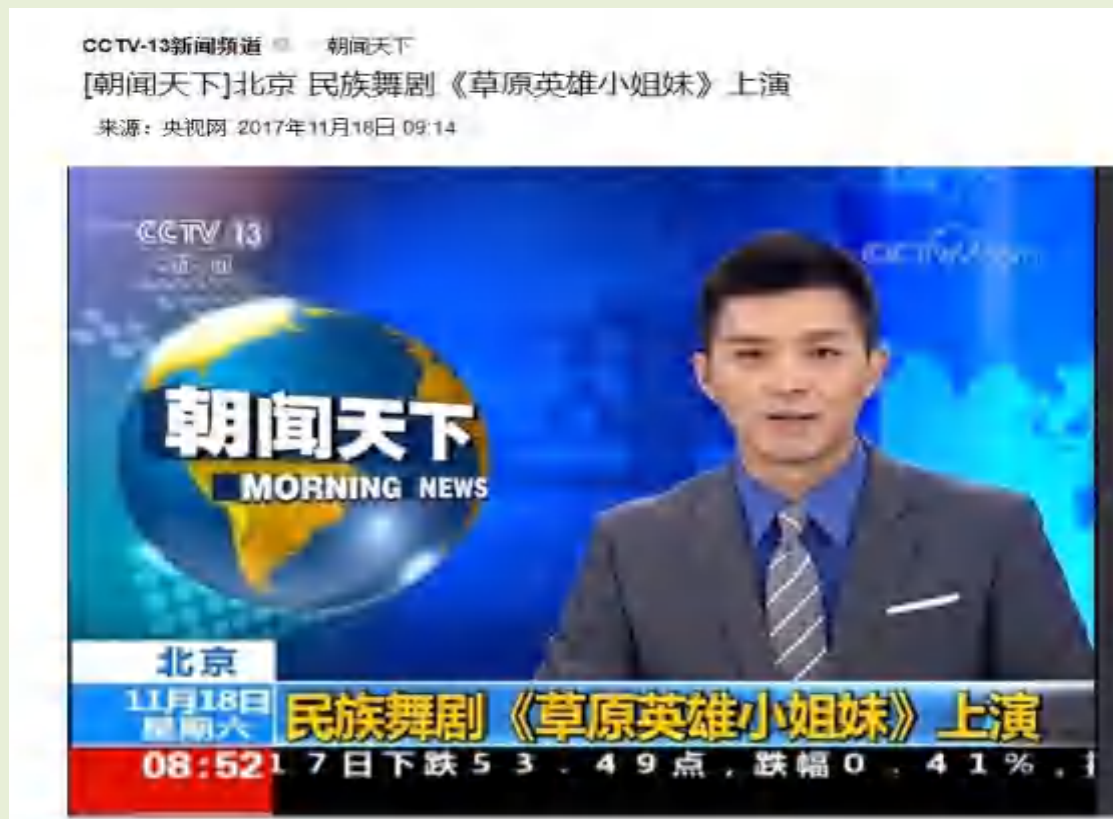 CCTV-13新闻频道 朝闻天下
[朝闻天下]北京 民族舞剧《草原英雄小姐妹》上演
来源：央视网 2017年11月18日 09:14
CCTV 13
新闻
CCTV.com
朝闻天下
MORNING NEWS
北京
11月18日
星期六
民族舞剧《草原英雄小姐妹》上演
08:52
17日下跌53.49点，跌幅0.41%，